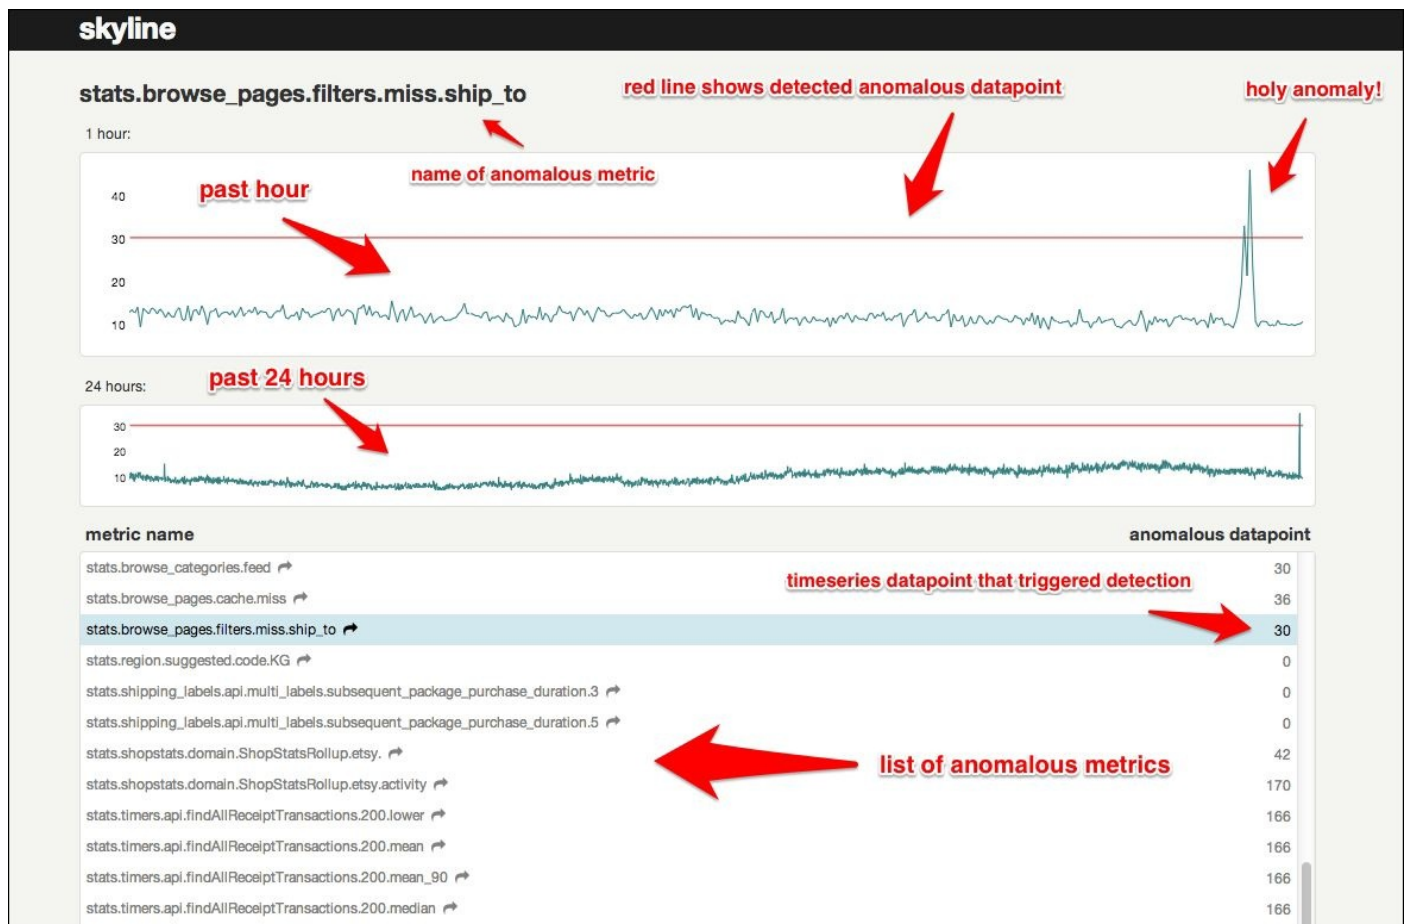 skyline
stats.browse_pages.filters.miss.ship_to
red line shows detected anomalous datapoint
holy anomaly!
1 hour:
name of anomalous metric
past hour
40
30
20
10
24 hours:
past 24 hours
30
20
10
metric name anomalous datapoint
stats.browse_categories.feed 30
timeseries datapoint that triggered detection
stats.browse_pages.cache.miss 36
stats.browse_pages.filters.miss.ship_to 30
stats.region.suggested.code.KG 0
stats.shipping_labels.api.multi_labels.subsequent_package_purchase_duration.3 0
stats.shipping_labels.api.multi_labels.subsequent_package_purchase_duration.5 0
stats.shopstats.domain.ShopStatsRollup.etsy. 42
list of anomalous metrics
stats.shopstats.domain.ShopStatsRollup.etsy.activity 170
stats.timers.api.findAllReceiptTransactions.200.lower 166
stats.timers.api.findAllReceiptTransactions.200.mean 166
stats.timers.api.findAllReceiptTransactions.200.mean_90 166
stats.timers.api.findAllReceiptTransactions.200.median 166